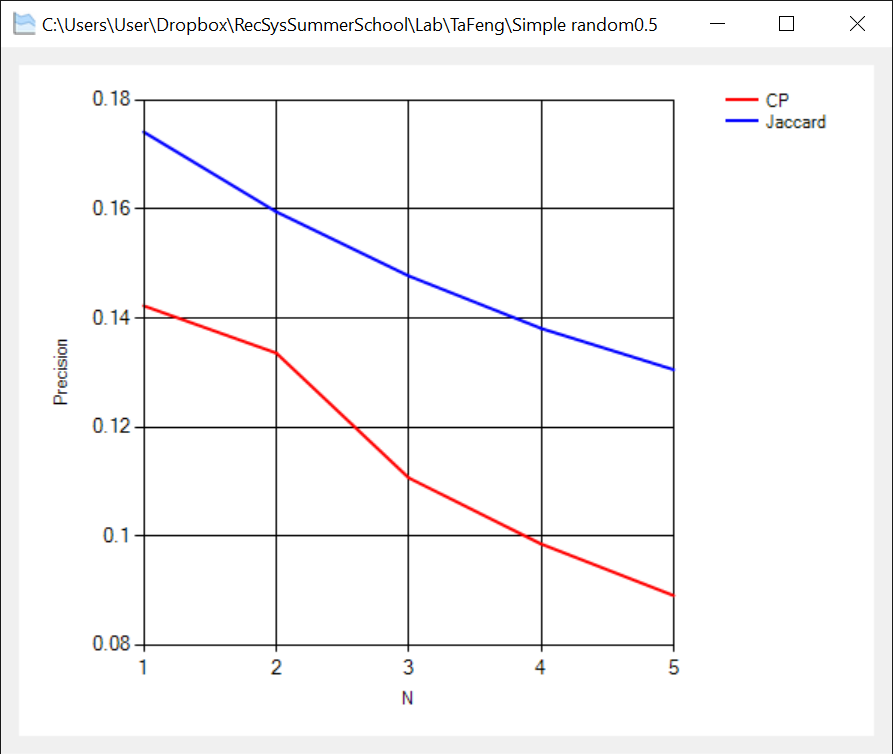 C:\Users\User\Dropbox\RecSysSummerSchool\Lab\TaFeng\Simple random0.5
CP
Jaccard
0.18
0.16
0.14
0.12
0.1
0.08
Precision
1 2 3 4 5
N